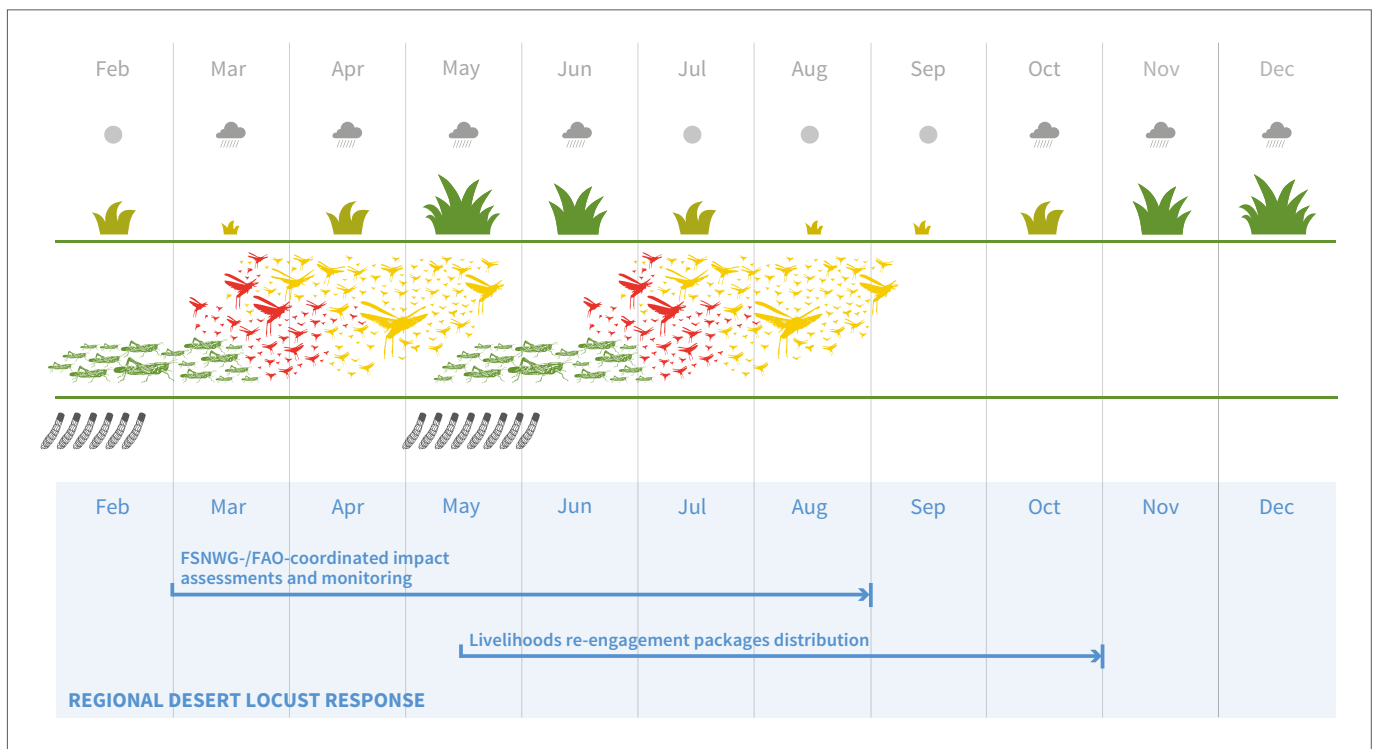 Feb Mar Apr May Jun Jul Aug Sep Oct Nov Dec
Feb Mar Apr May Jun Jul Aug Sep Oct Nov Dec
FSNWG-/FAO-coordinated impact
assessments and monitoring
Livelihoods re-engagement packages distribution
REGIONAL DESERT LOCUST RESPONSE